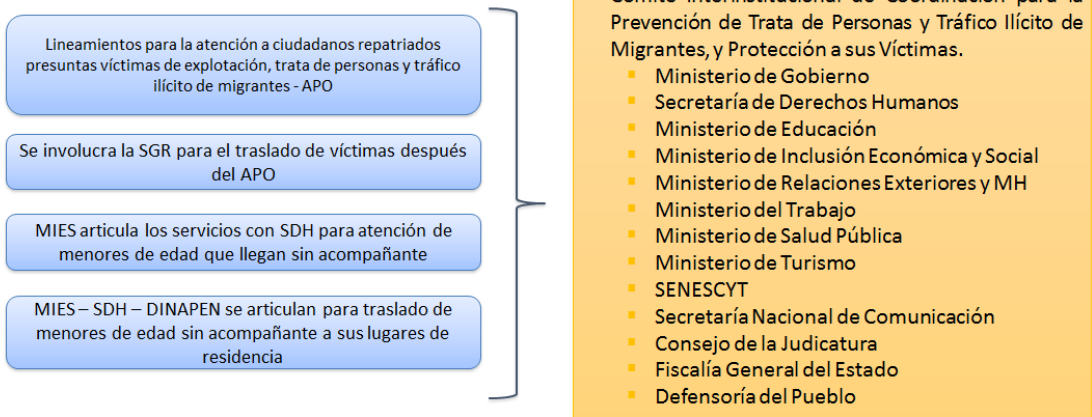 Lineamientos para la atención a ciudadanos repatriados
presuntas víctimas de explotación, trata de personas y tráfico
ilícito de migrantes - APO
Se involucra la SGR para el traslado de víctimas después
del APO
MIES articula los servicios con SDH para atención de
menores de edad que llegan sin acompañante
MIES – SDH – DINAPEN se articulan para traslado de
menores de edad sin acompañante a sus lugares de
residencia
Comité Interinstitucional de Coordinación para la
Prevención de Trata de Personas y Tráfico Ilícito de
Migrantes, y Protección a sus Víctimas.
Ministerio de Gobierno
Secretaría de Derechos Humanos
Ministerio de Educación
Ministerio de Inclusión Económica y Social
Ministerio de Relaciones Exteriores y MH
Ministerio del Trabajo
Ministerio de Salud Pública
Ministerio de Turismo
SENESCYT
Secretaría Nacional de Comunicación
Consejo de la Judicatura
Fiscalía General del Estado
Defensoría del Pueblo